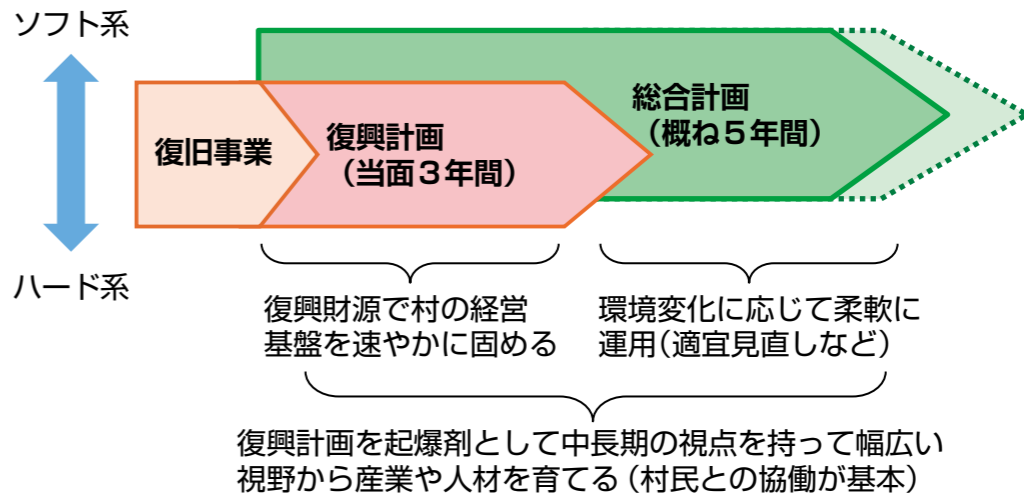 ソフト系
ハード系
復旧事業
復興計画
（当面３年間）
総合計画
（概ね５年間）
復興財源で村の経営
基盤を速やかに固める
環境変化に応じて柔軟に
運用（適宜見直しなど）
復興計画を起爆剤として中長期の視点を持って幅広い
視野から産業や人材を育てる（村民との協働が基本）